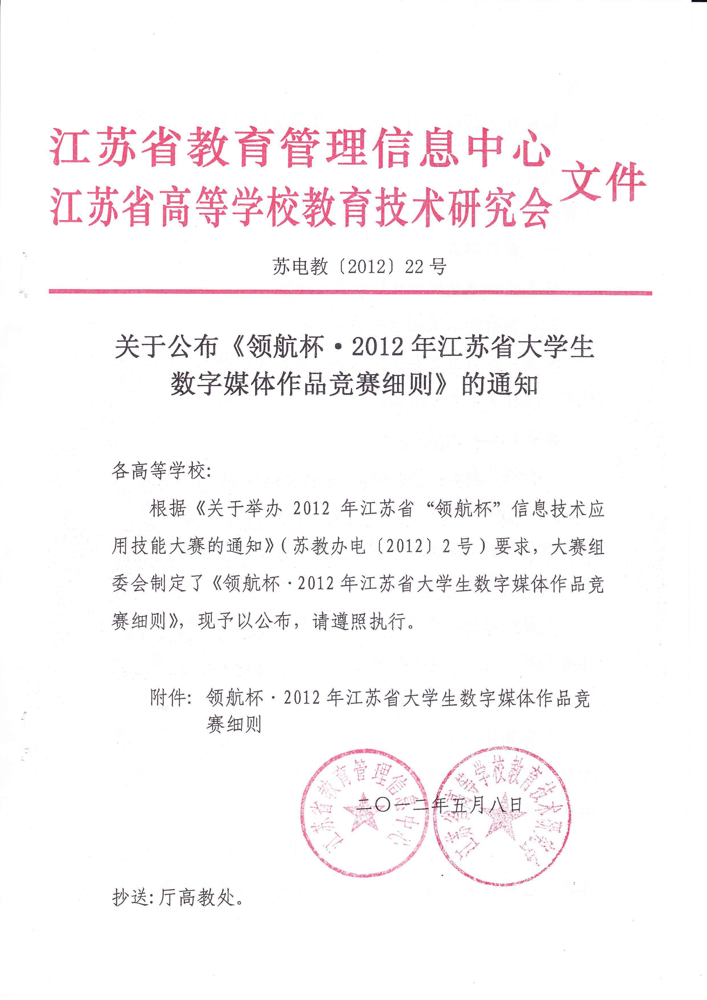 江苏省教育管理信息中心
江苏省高等学校教育技术研究会
文件
苏电教〔2012〕22号
关于公布《领航杯·2012年江苏省大学生
数字媒体作品竞赛细则》的通知
各高等学校:
根据《关于举办 2012 年江苏省“领航杯”信息技术应
用技能大赛的通知》(苏教办电〔2012〕2号)要求，大赛组
委会制定了《领航杯·2012年江苏省大学生数字媒体作品竞
赛细则》，现予以公布，请遵照执行。
附件: 领航杯·2012年江苏省大学生数字媒体作品竞
赛细则
江苏省教育管理信息中心
江苏省高等学校教育技术研究会
二〇一二年五月八日
抄送:厅高教处。